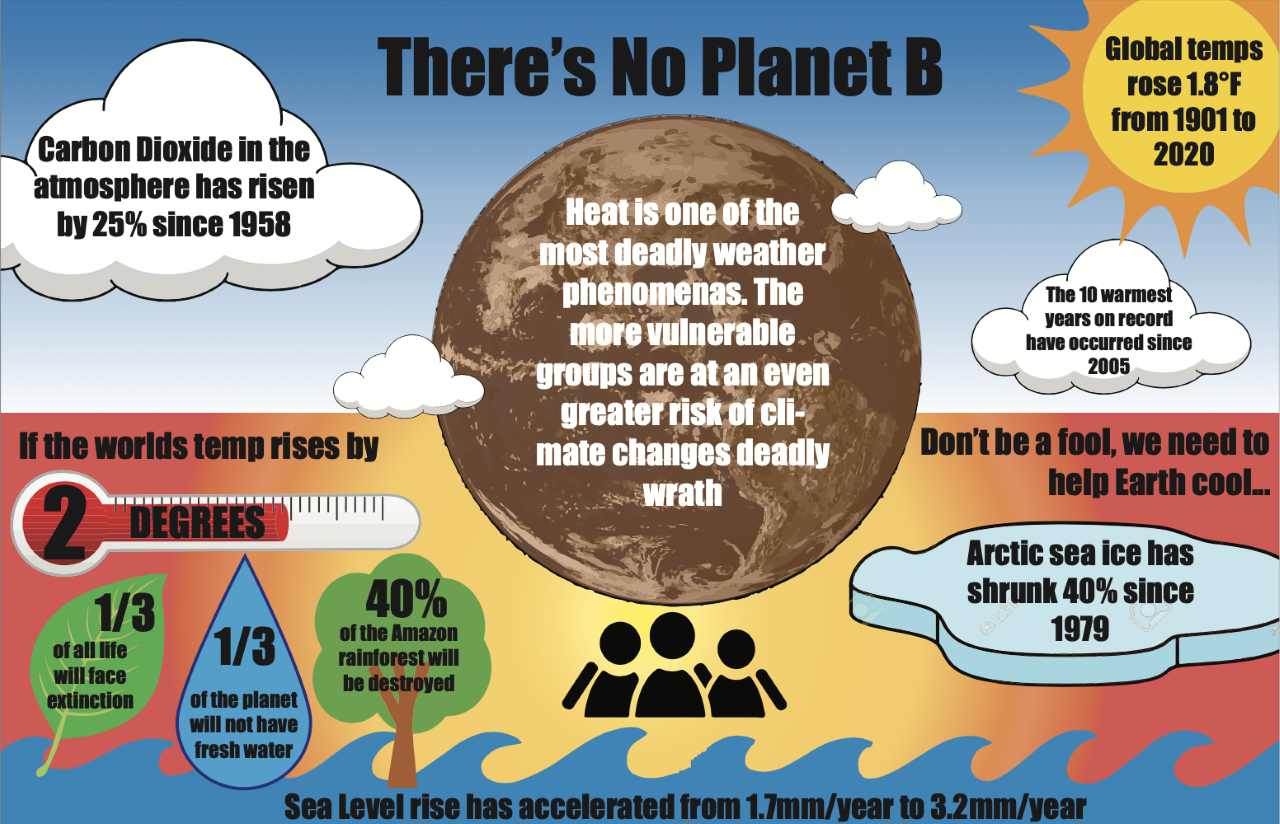 There's No Planet B
Carbon Dioxide in the
atmosphere has risen
by 25% since 1958
Global temps
rose 1.8°F
from 1901 to
2020
Heat is one of the
most deadly weather
phenomenas. The
more vulnerable
groups are at an even
greater risk of cli-
mate changes deadly
wrath
The 10 warmest
years on record
have occurred since
2005
If the worlds temp rises by
2 DEGREES
1/3
of all life
will face
extinction
1/3
of the planet
will not have
fresh water
40%
of the Amazon
rainforest will
be destroyed
Don't be a fool, we need to
help Earth cool...
Arctic sea ice has
shrunk 40% since
1979
Sea Level rise has accelerated from 1.7mm/year to 3.2mm/year